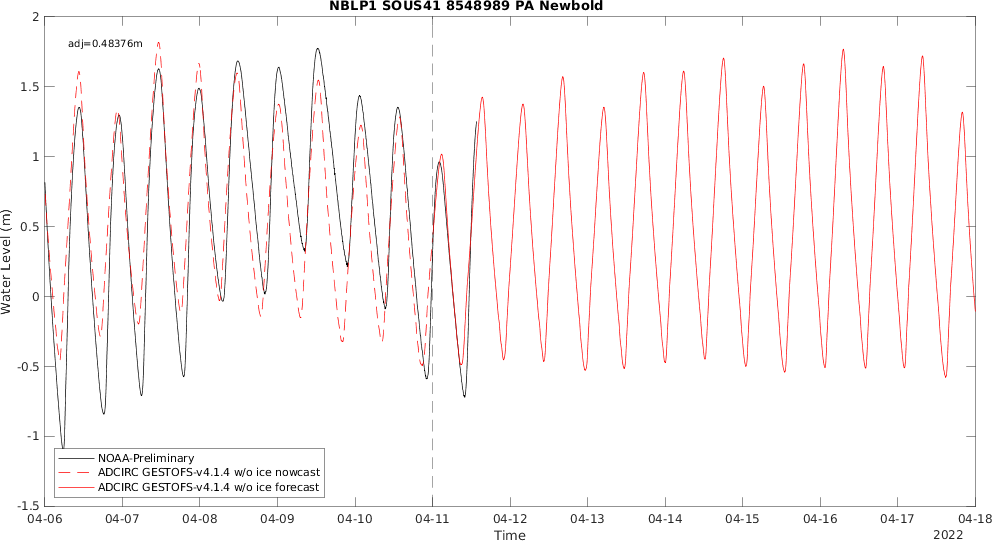 NBLP1 SOUS41 8548989 PA Newbold
adj=0.48376m
2
1.5
1
0.5
0
-0.5
-1
-1.5
Water Level (m)
NOAA-Preliminary
ADCIRC GESTOFS-v4.1.4 w/o ice nowcast
ADCIRC GESTOFS-v4.1.4 w/o ice forecast
04-06 04-07 04-08 04-09 04-10 04-11 04-12 04-13 04-14 04-15 04-16 04-17 04-18
Time
2022